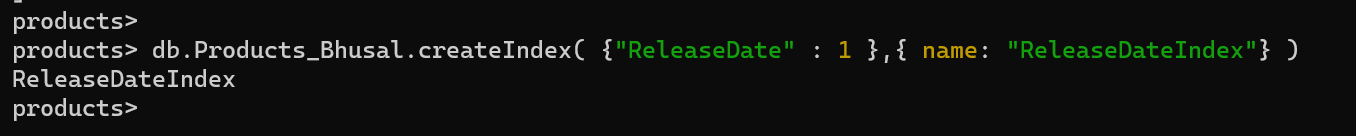 products>
products> db.Products_Bhusal.createIndex( {"ReleaseDate" : 1 },{ name: "ReleaseDateIndex"} )
ReleaseDateIndex
products>